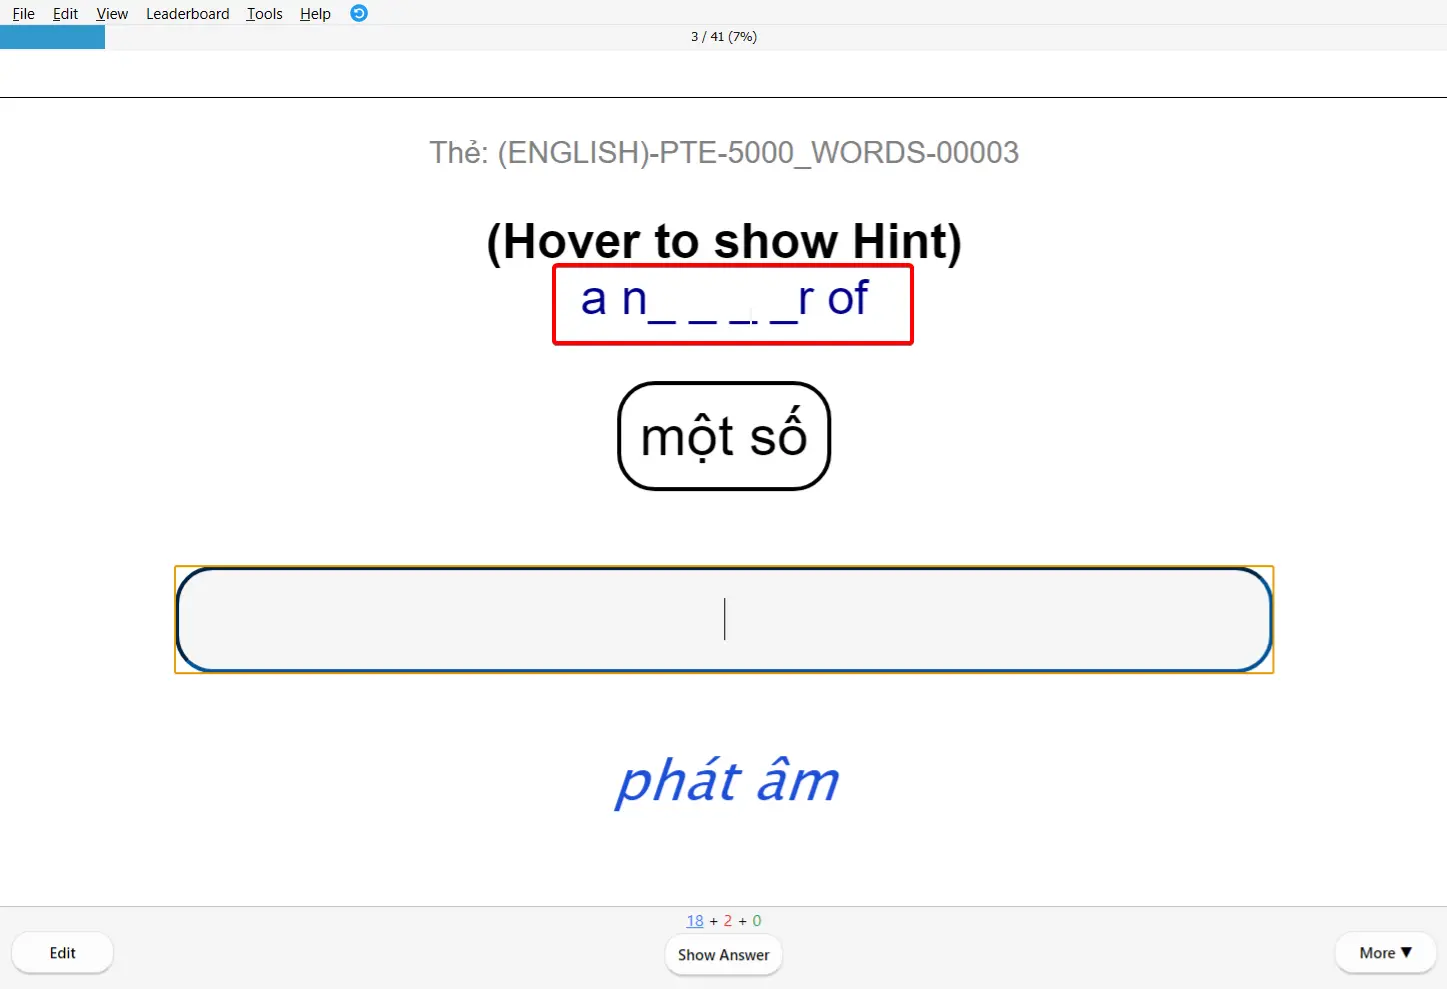 File Edit View Leaderboard Tools Help
3 / 41 (7%)
Thẻ: (ENGLISH)-PTE-5000_WORDS-00003
(Hover to show Hint)
a n_ _ _ _r of
một số
phát âm
18 + 2 + 0
Edit Show Answer More ▼